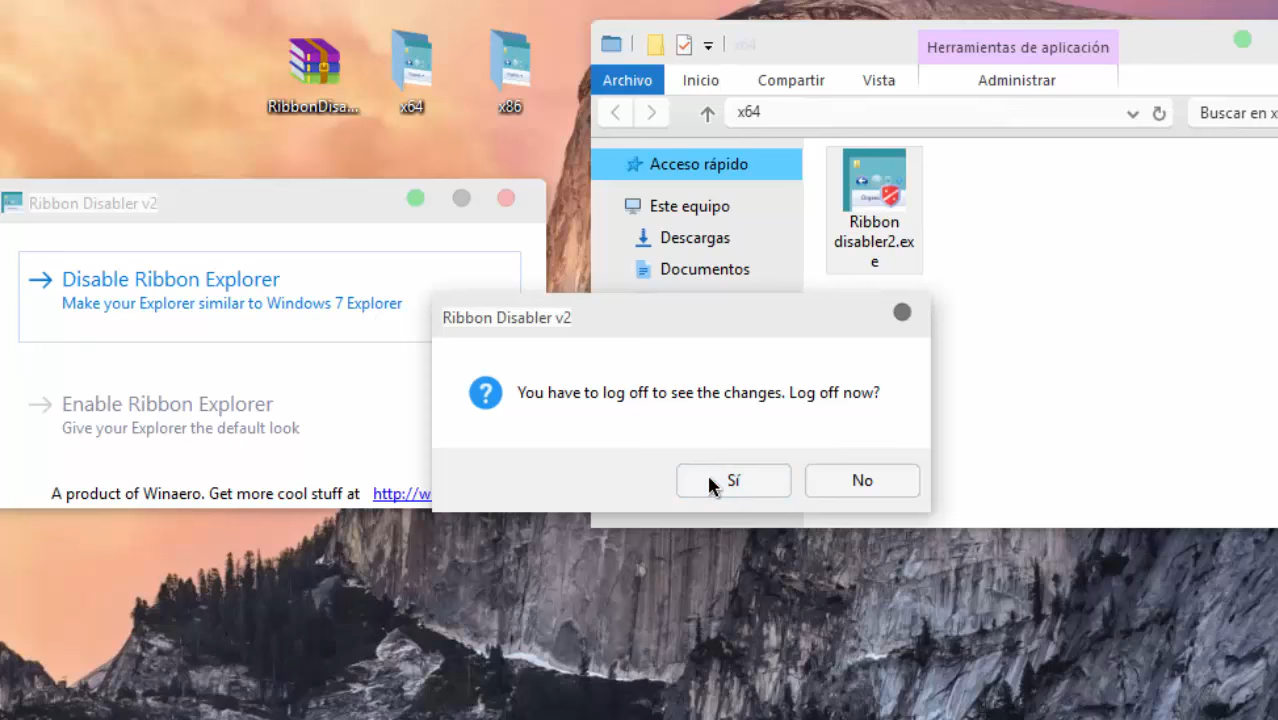 RibbonDisa...
x64
x86
x64
Herramientas de aplicación
Archivo
Inicio
Compartir
Vista
Administrar
x64
Buscar en x
Acceso rápido
Este equipo
Descargas
Documentos
Ribbon
disabler2.ex
e
Ribbon Disabler v2
Disable Ribbon Explorer
Make your Explorer similar to Windows 7 Explorer
Enable Ribbon Explorer
Give your Explorer the default look
A product of Winaero. Get more cool stuff at http://w
Ribbon Disabler v2
You have to log off to see the changes. Log off now?
Sí
No